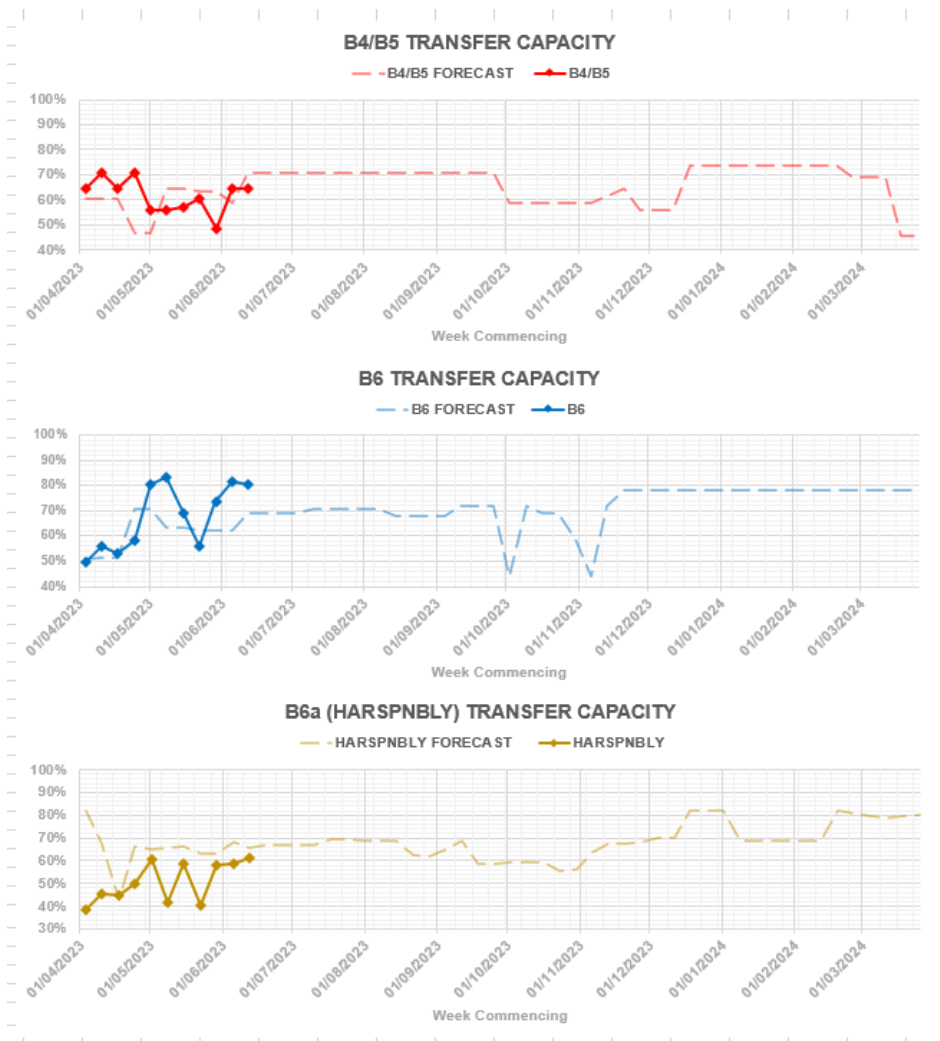 B4/B5 TRANSFER CAPACITY
B4/B5 FORECAST B4/B5
100%
90%
80%
70%
60%
50%
40%
01/04/2023 01/05/2023 01/06/2023 01/07/2023 01/08/2023 01/09/2023 01/10/2023 01/11/2023 01/12/2023 01/01/2024 01/02/2024 01/03/2024
Week Commencing
B6 TRANSFER CAPACITY
B6 FORECAST B6
100%
90%
80%
70%
60%
50%
40%
01/04/2023 01/05/2023 01/06/2023 01/07/2023 01/08/2023 01/09/2023 01/10/2023 01/11/2023 01/12/2023 01/01/2024 01/02/2024 01/03/2024
Week Commencing
B6a (HARSPNBLY) TRANSFER CAPACITY
HARSPNBLY FORECAST HARSPNBLY
100%
90%
80%
70%
60%
50%
40%
30%
01/04/2023 01/05/2023 01/06/2023 01/07/2023 01/08/2023 01/09/2023 01/10/2023 01/11/2023 01/12/2023 01/01/2024 01/02/2024 01/03/2024
Week Commencing